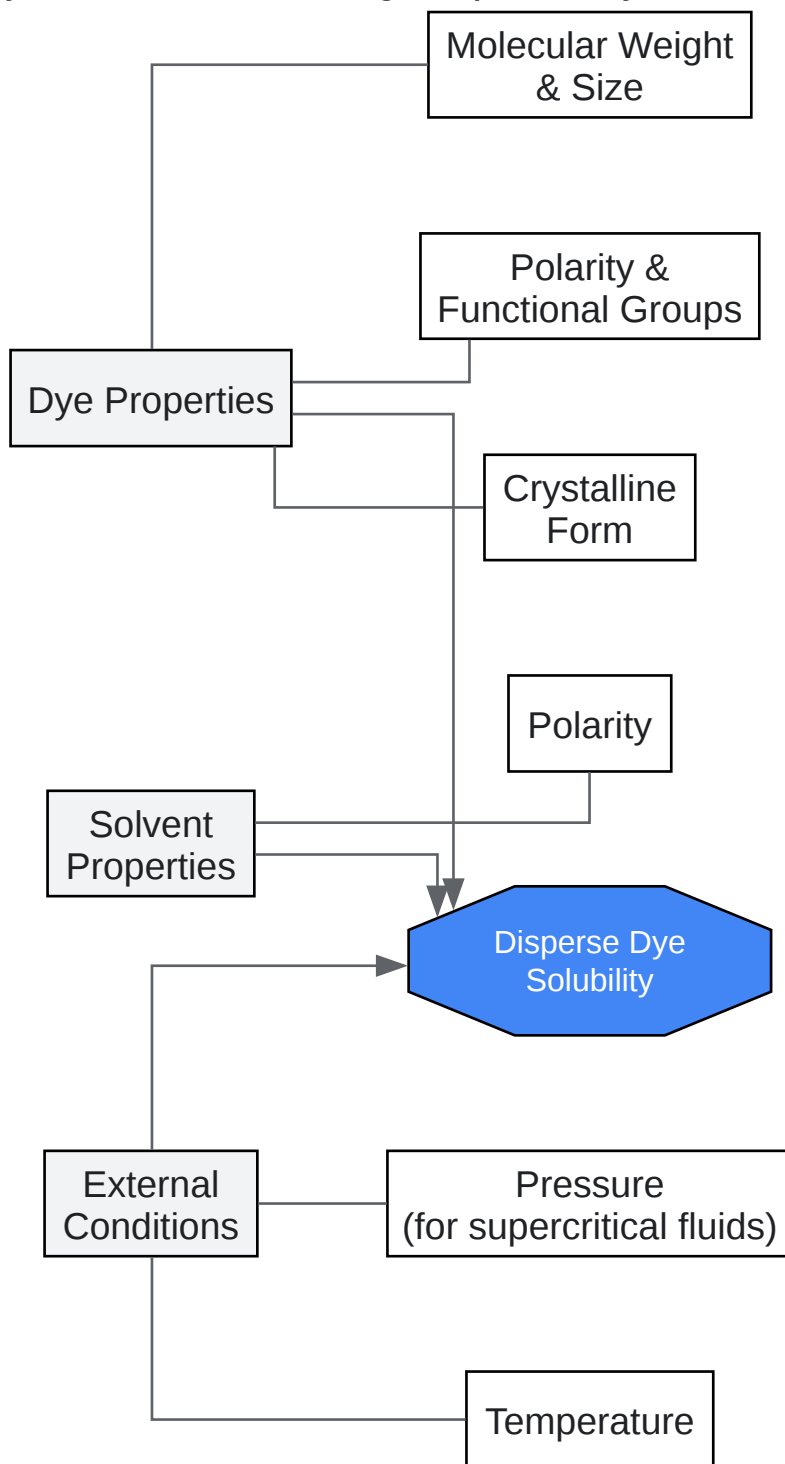 Molecular Weight
& Size
Polarity &
Functional Groups
Dye Properties
Crystalline
Form
Polarity
Solvent
Properties
Disperse Dye
Solubility
External
Conditions
Pressure
(for supercritical fluids)
Temperature